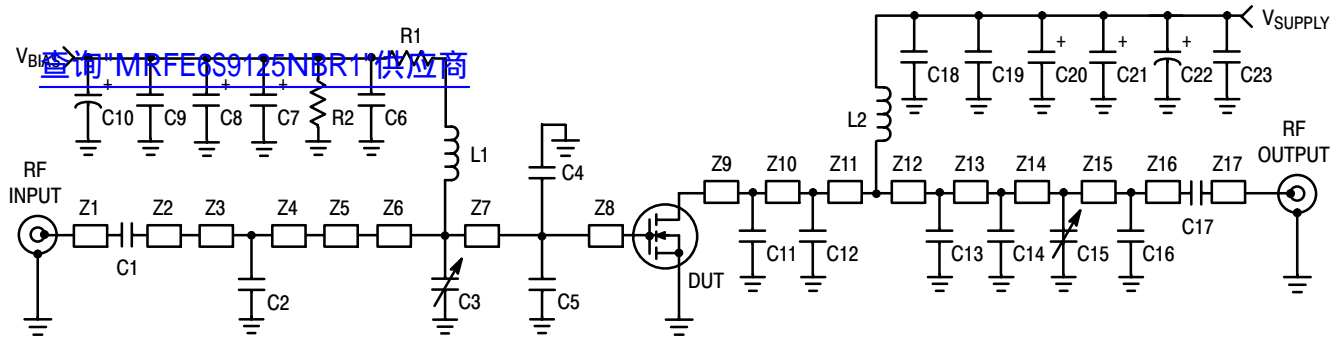 V_SUPPLY
R1
V_BIAS
查询"MRFE6S9125NBR1"供应商
+ + + + + +
C10 C9 C8 C7 R2 C6
C18 C19 C20 C21 C22 C23
L1
L2
C4
RF INPUT
RF OUTPUT
Z1 Z2 Z3 Z4 Z5 Z6 Z7 Z8
Z9 Z10 Z11 Z12 Z13 Z14 Z15 Z16 Z17
C1
C2
C3
C5
DUT
C11 C12 C13 C14 C15 C16
C17